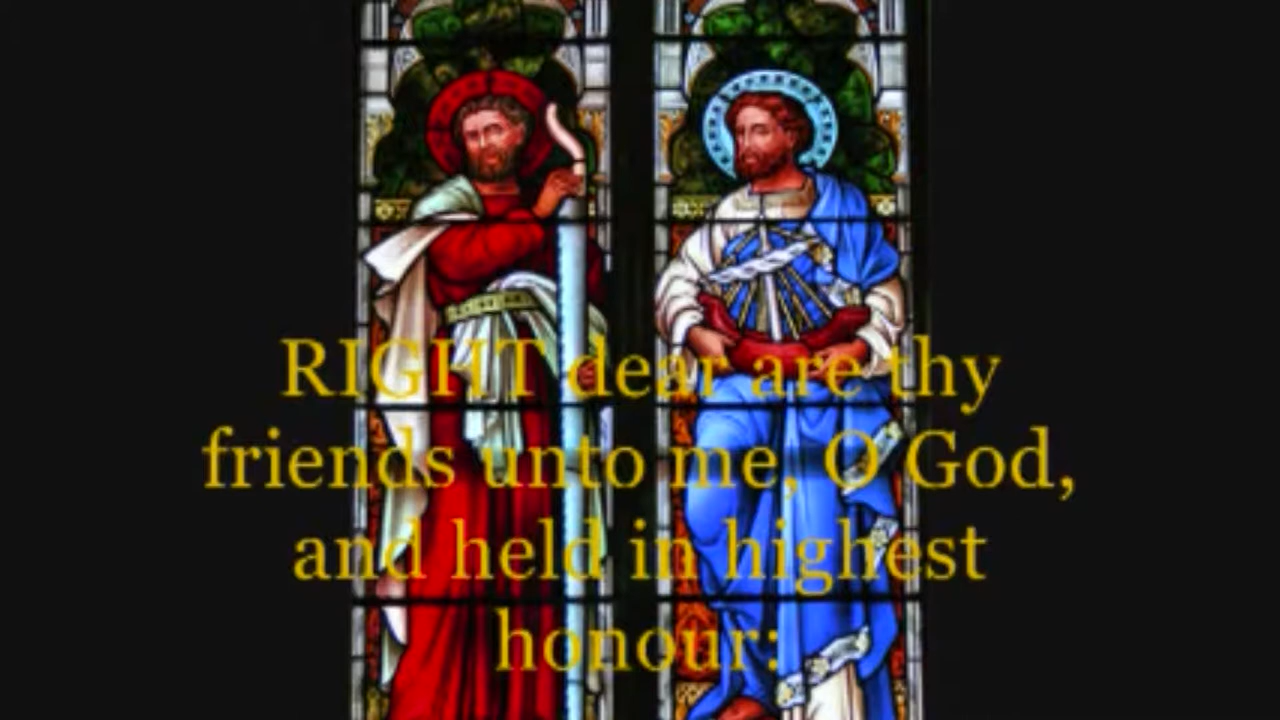 RIGHT dear are thy
friends unto me, O God,
and held in highest
honour: